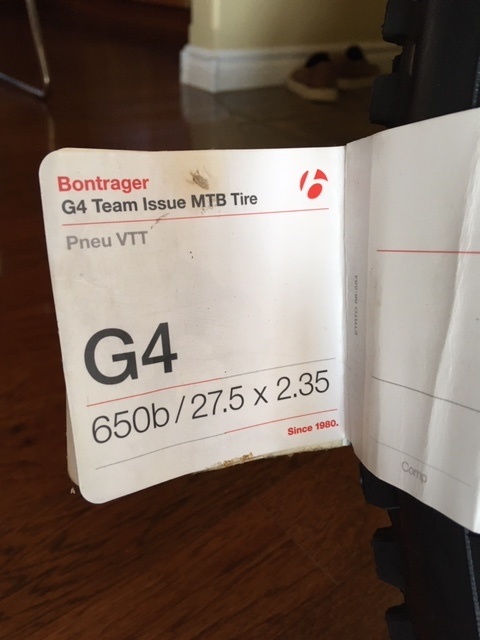 Bontrager
G4 Team Issue MTB Tire
Pneu VTT
G4
650b / 27.5 x 2.35
Since 1980.
Comp